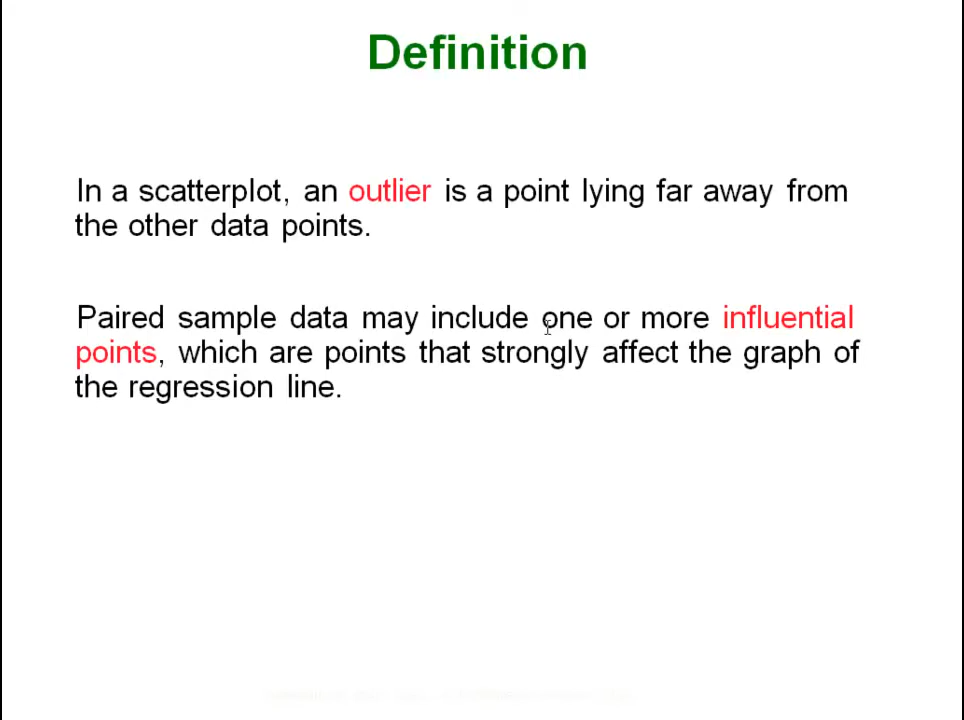 Definition
In a scatterplot, an outlier is a point lying far away from
the other data points.
Paired sample data may include one or more influential
points, which are points that strongly affect the graph of
the regression line.